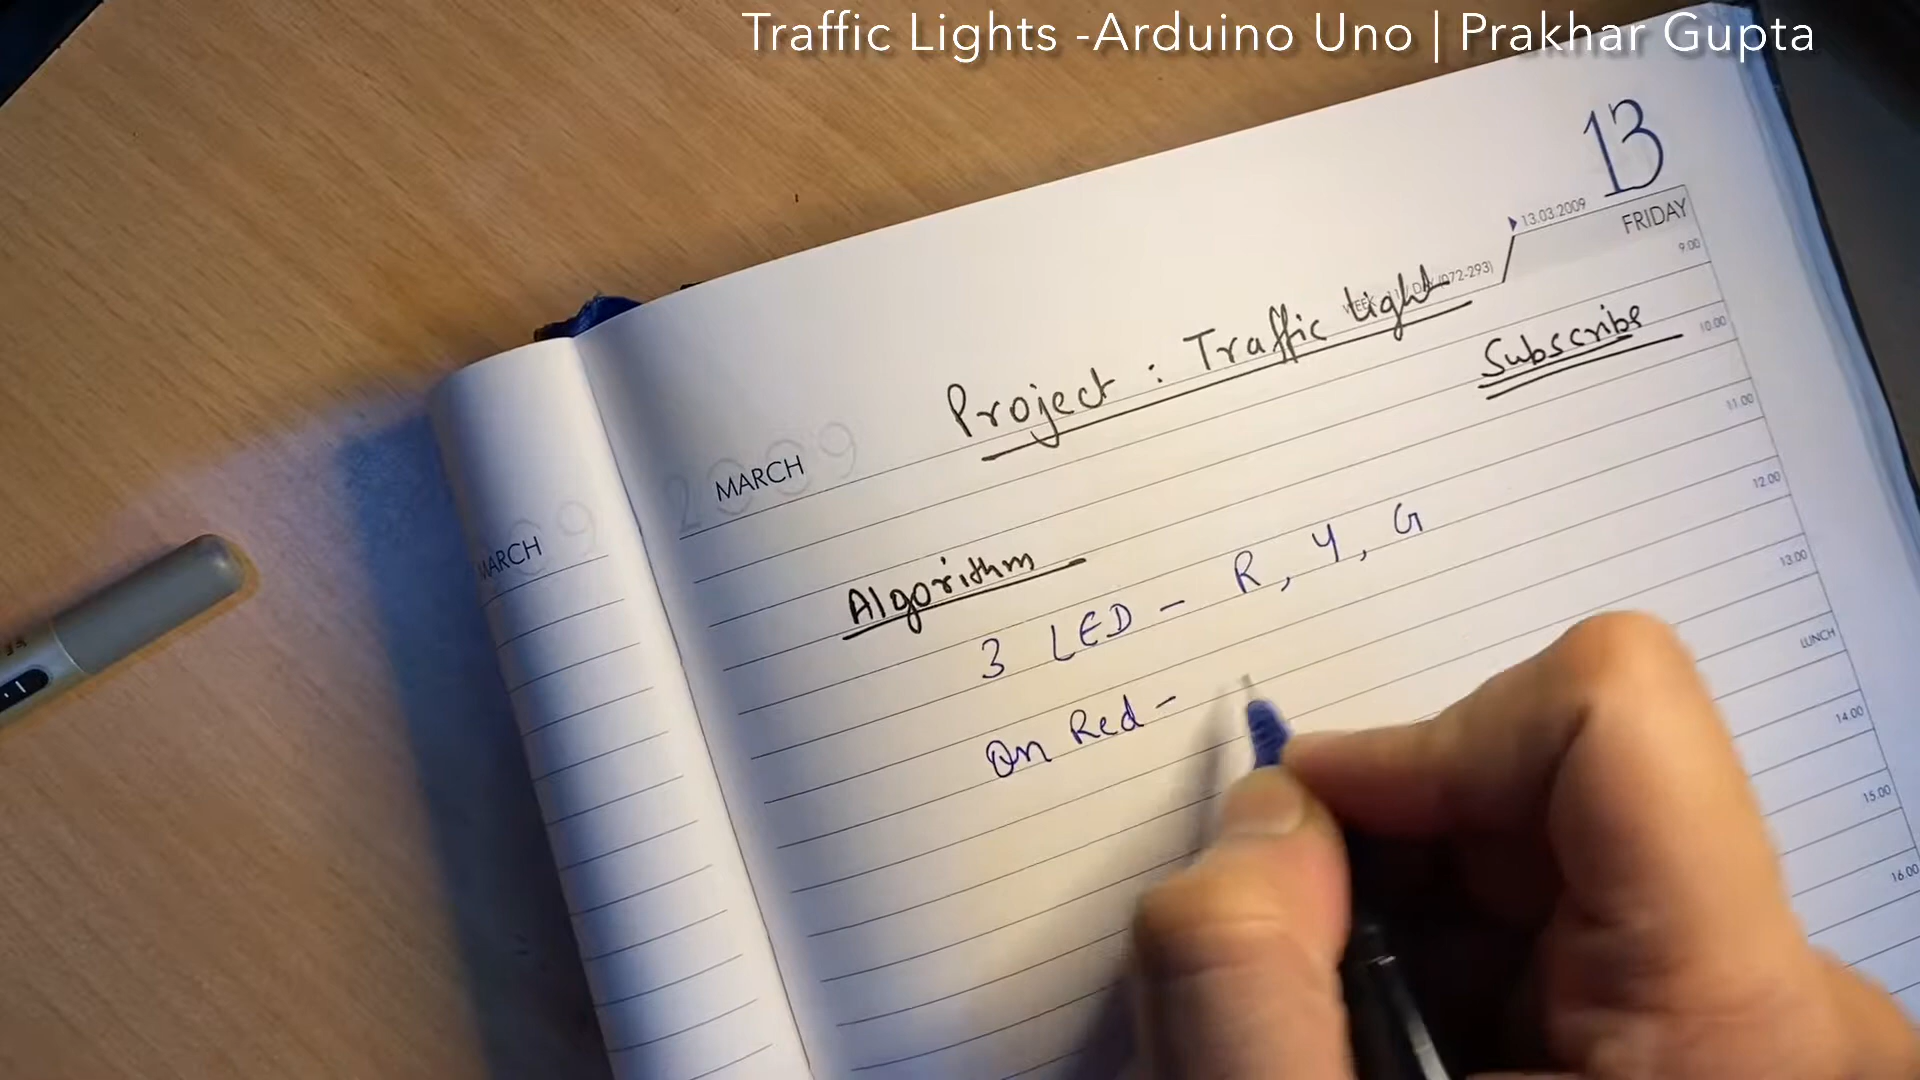 Traffic Lights -Arduino Uno | Prakhar Gupta
13
13.03.2009
FRIDAY
9.00
Project : Traffic light
Subscribe
10.00
11.00
MARCH
2009
12.00
MARCH
09
Algorithm
13.00
3 LED - R, Y, G
LUNCH
On Red -
14.00
15.00
16.00